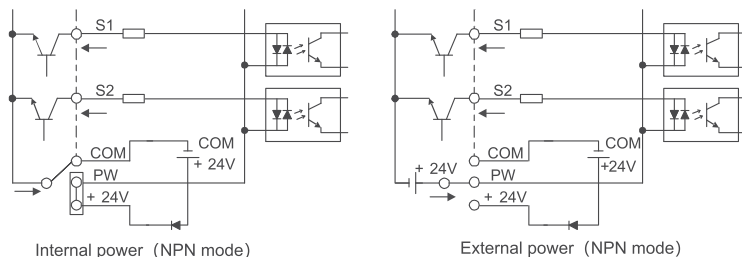 S1
S2
COM
COM
+ 24V
PW
+ 24V
Internal power (NPN mode)
S1
S2
COM
COM
+24V
+ 24V
PW
+ 24V
External power (NPN mode)